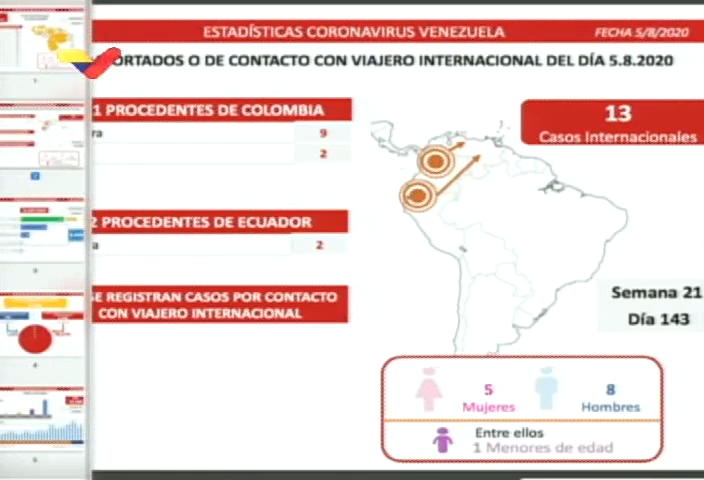 ESTADÍSTICAS CORONAVIRUS VENEZUELA
FECHA 5/8/2020
PORTADOS O DE CONTACTO CON VIAJERO INTERNACIONAL DEL DÍA 5.8.2020
1 PROCEDENTES DE COLOMBIA
ra 9
2
2 PROCEDENTES DE ECUADOR
a 2
SE REGISTRAN CASOS POR CONTACTO
CON VIAJERO INTERNACIONAL
13
Casos Internacionales
Semana 21
Día 143
5
Mujeres
8
Hombres
Entre ellos
1 Menores de edad